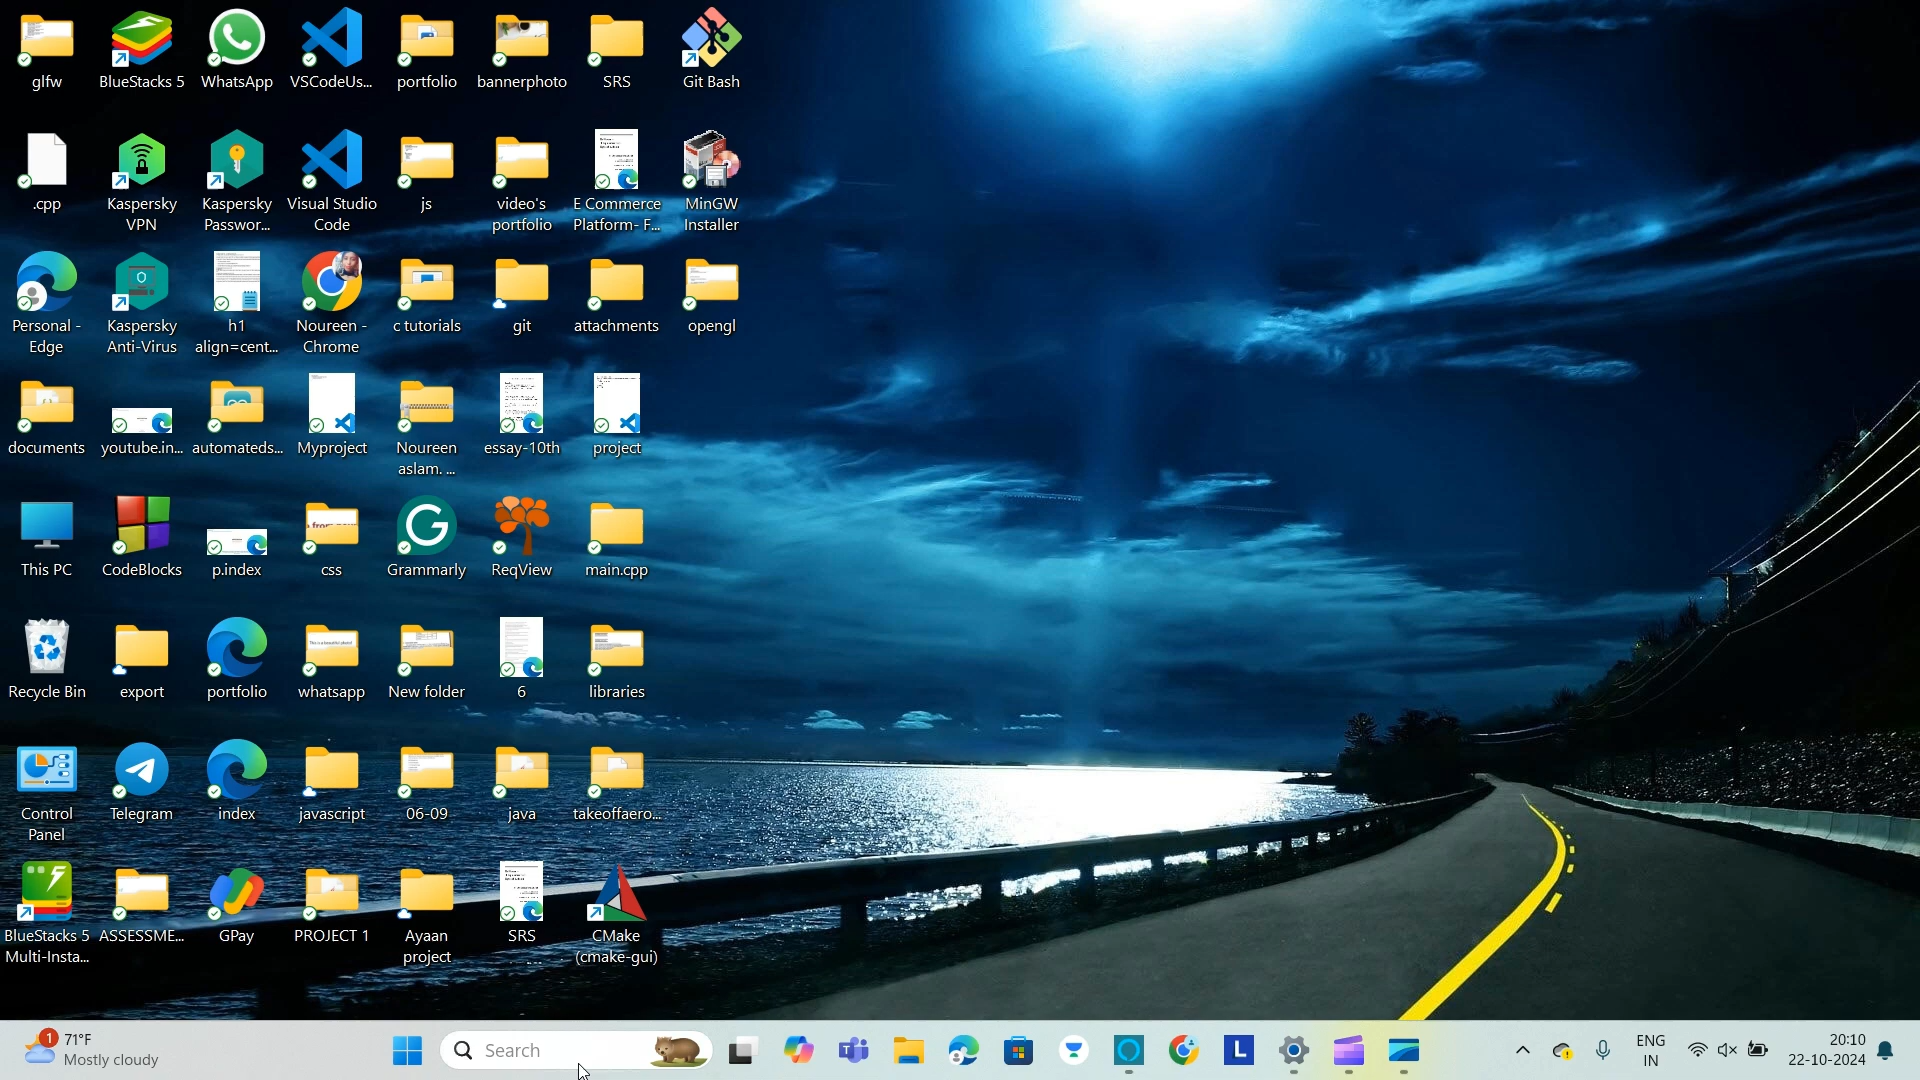 glfw
BlueStacks 5
WhatsApp
VSCodeUs...
portfolio
bannerphoto
SRS
Git Bash
.cpp
Kaspersky
VPN
Kaspersky
Passwor...
Visual Studio
Code
js
video's
portfolio
E Commerce
Platform- F...
MinGW
Installer
Personal -
Edge
Kaspersky
Anti-Virus
h1
align=cent...
Noureen -
Chrome
c tutorials
git
attachments
opengl
documents
youtube.in...
automateds...
Myproject
Noureen
aslam. ...
essay-10th
project
This PC
CodeBlocks
p.index
css
Grammarly
ReqView
main.cpp
Recycle Bin
export
portfolio
whatsapp
New folder
6
libraries
Control
Panel
Telegram
index
javascript
06-09
java
takeoffaero...
BlueStacks 5
Multi-Insta...
ASSESSME...
GPay
PROJECT 1
Ayaan
project
SRS
CMake
(cmake-gui)
1
71°F
Mostly cloudy
Search
L
ENG
IN
20:10
22-10-2024